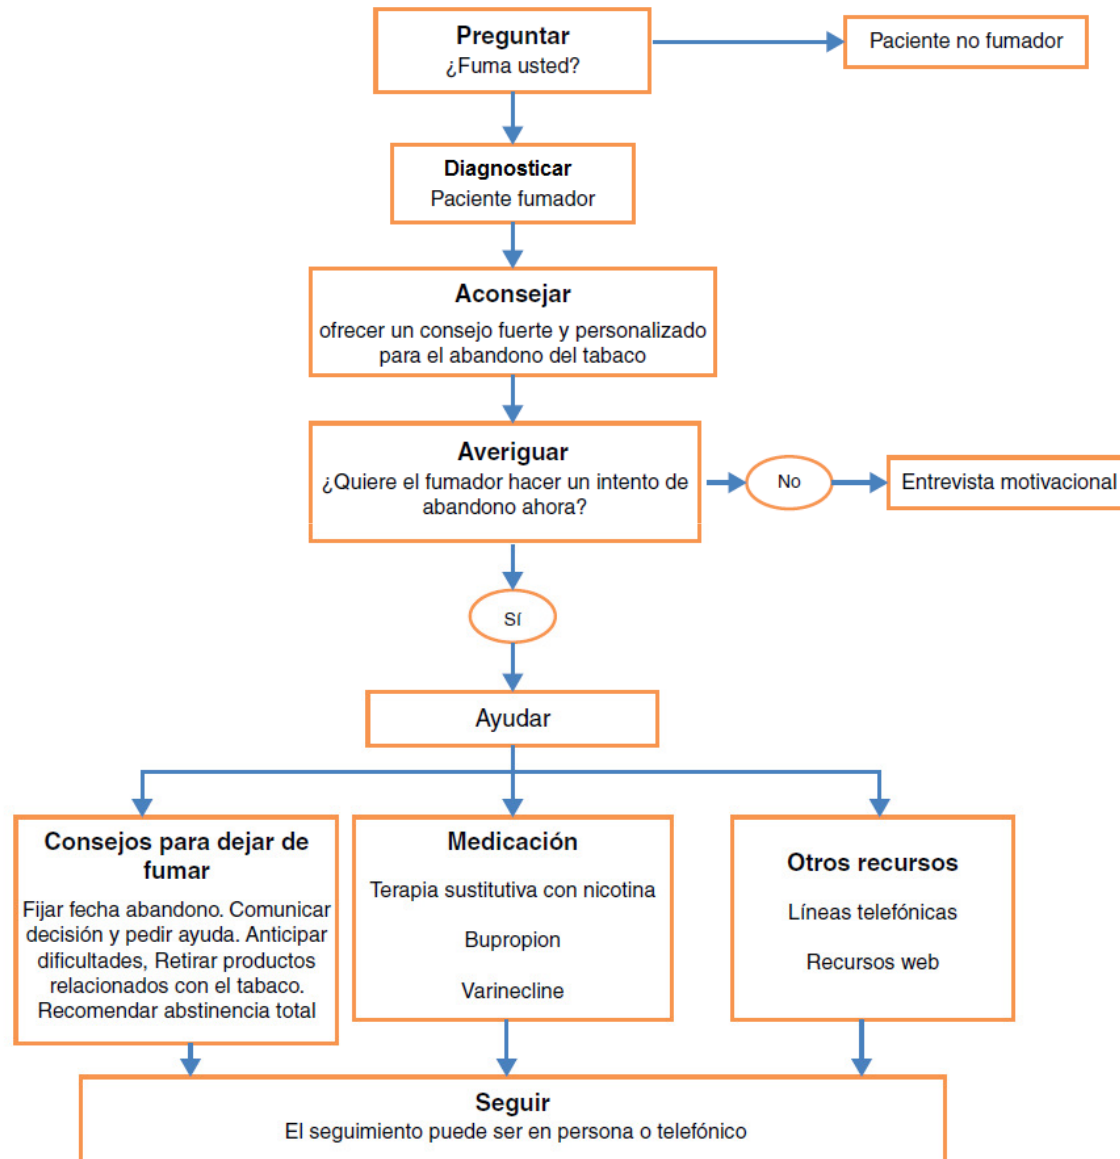 Preguntar
¿Fuma usted?
Paciente no fumador
Diagnosticar
Paciente fumador
Aconsejar
ofrecer un consejo fuerte y personalizado
para el abandono del tabaco
Averiguar
¿Quiere el fumador hacer un intento de
abandono ahora?
No
Entrevista motivacional
Sí
Ayudar
Consejos para dejar de
fumar
Fijar fecha abandono. Comunicar
decisión y pedir ayuda. Anticipar
dificultades, Retirar productos
relacionados con el tabaco.
Recomendar abstinencia total
Medicación
Terapia sustitutiva con nicotina
Bupropion
Varinecline
Otros recursos
Líneas telefónicas
Recursos web
Seguir
El seguimiento puede ser en persona o telefónico